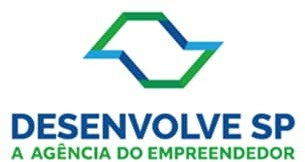 DESENVOLVE SP
A AGÊNCIA DO EMPREENDEDOR